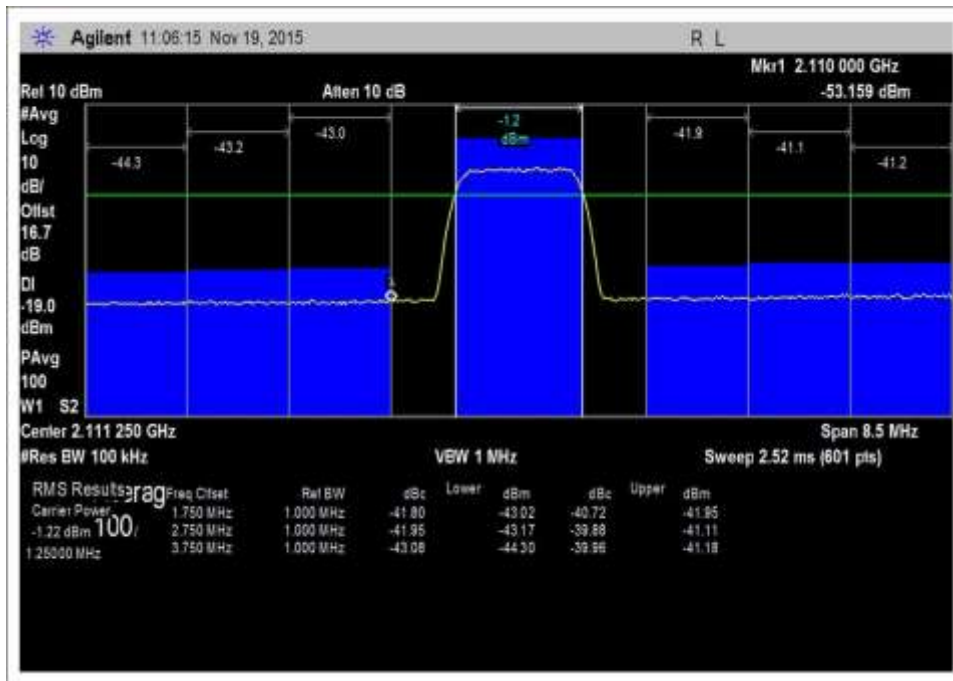 Agilent 11:06:15 Nov 19, 2015 R L
Mkr1 2.110 000 GHz
Ref 10 dBm Atten 10 dB -53.159 dBm
#Avg
Log
10
dB/
Offst
16.7
dB
DI
-19.0
dBm
PAvg
100
W1 S2
-44.3 -43.2 -43.0 -1.2 dBm -41.9 -41.1 -41.2
Center 2.111 250 GHz Span 8.5 MHz
#Res BW 100 kHz VBW 1 MHz Sweep 2.52 ms (601 pts)
RMS Results Freq Offset Ref BW dBc Lower dBm dBc Upper dBm
Carrier Power 1.750 MHz 1.000 MHz -41.80 -43.02 -40.72 -41.95
-1.22 dBm 100/ 2.750 MHz 1.000 MHz -41.95 -43.17 -39.88 -41.11
1.25000 MHz 3.750 MHz 1.000 MHz -43.08 -44.30 -39.96 -41.18